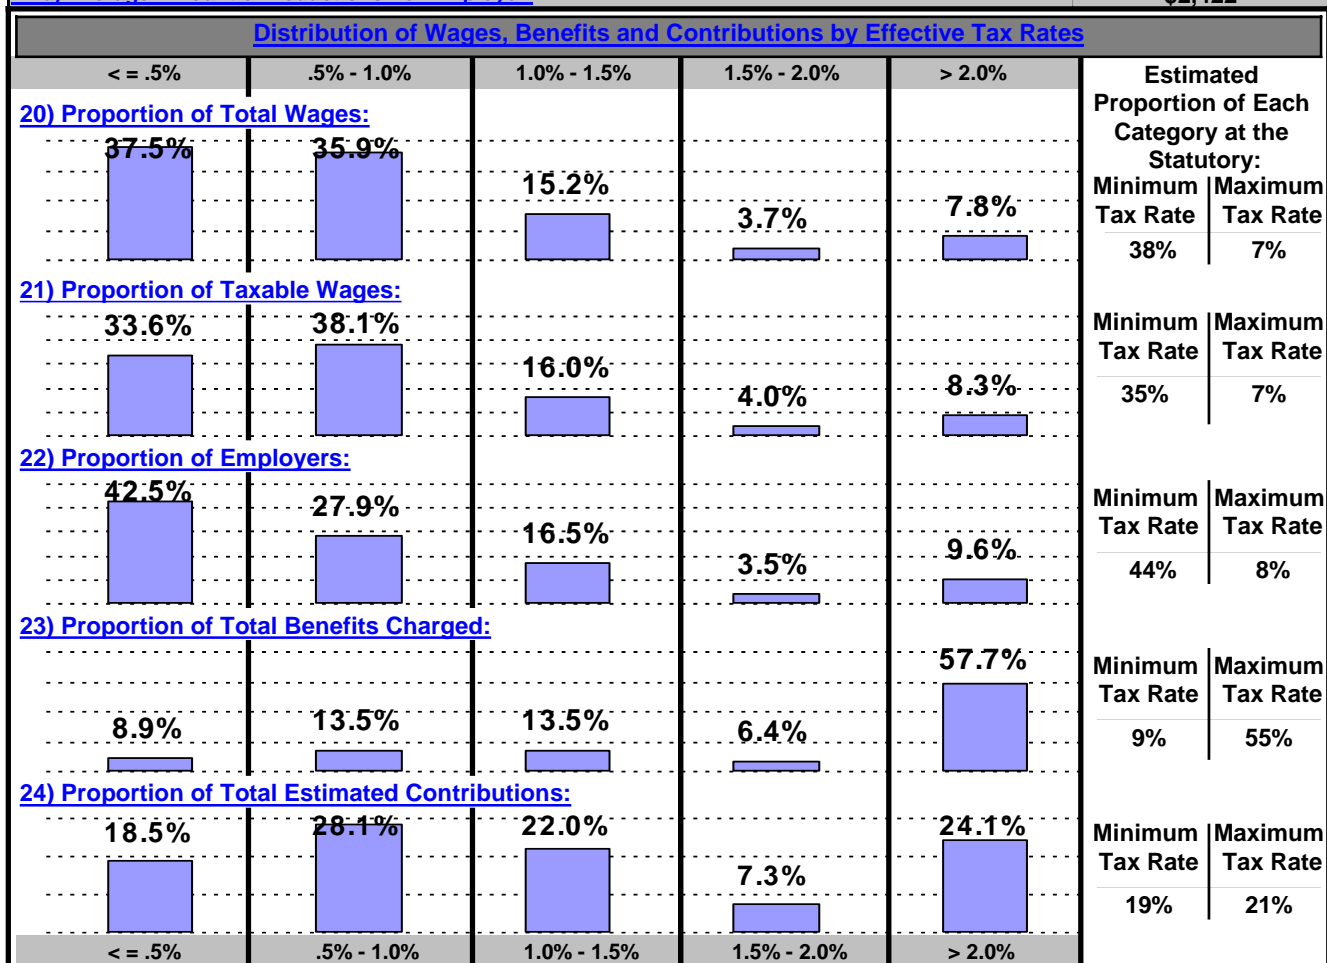 $2,422
Distribution of Wages, Benefits and Contributions by Effective Tax Rates
< = .5% .5% - 1.0% 1.0% - 1.5% 1.5% - 2.0% > 2.0%
Estimated
Proportion of Each
Category at the
Statutory:
20) Proportion of Total Wages:
37.5% 35.9% 15.2% 3.7% 7.8%
Minimum Maximum
Tax Rate Tax Rate
38% 7%
21) Proportion of Taxable Wages:
33.6% 38.1% 16.0% 4.0% 8.3%
Minimum Maximum
Tax Rate Tax Rate
35% 7%
22) Proportion of Employers:
42.5% 27.9% 16.5% 3.5% 9.6%
Minimum Maximum
Tax Rate Tax Rate
44% 8%
23) Proportion of Total Benefits Charged:
8.9% 13.5% 13.5% 6.4% 57.7%
Minimum Maximum
Tax Rate Tax Rate
9% 55%
24) Proportion of Total Estimated Contributions:
18.5% 28.1% 22.0% 7.3% 24.1%
Minimum Maximum
Tax Rate Tax Rate
19% 21%
< = .5% .5% - 1.0% 1.0% - 1.5% 1.5% - 2.0% > 2.0%